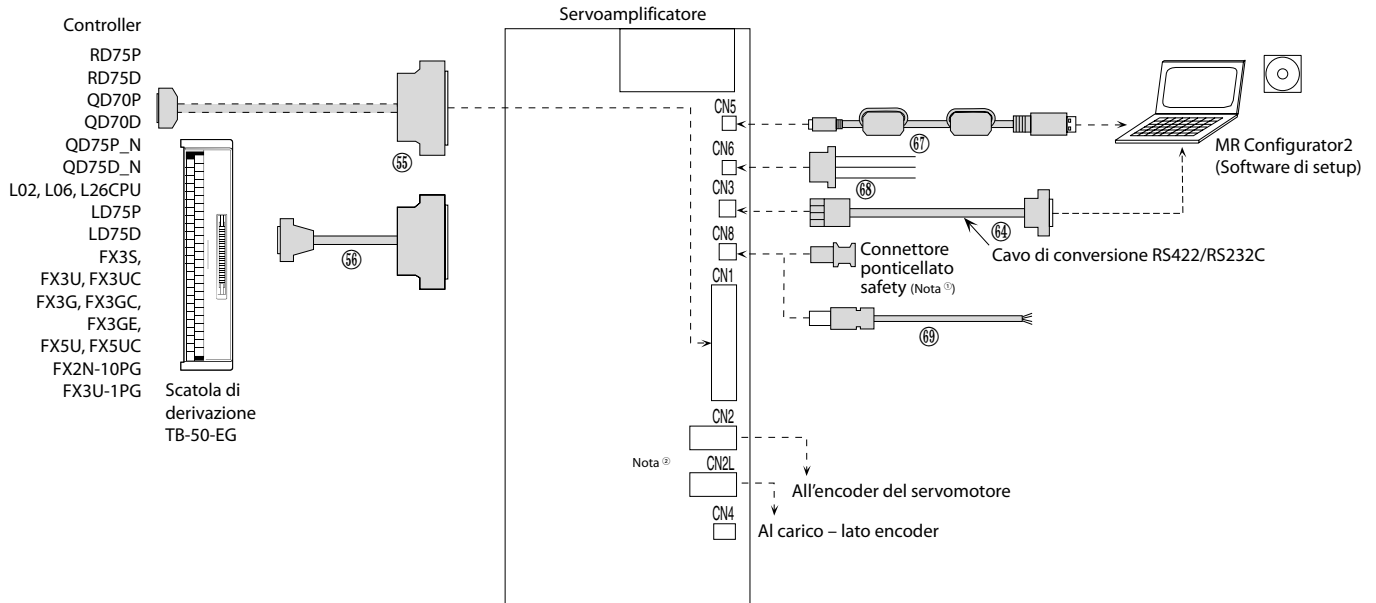 Servoamplificatore
Controller
RD75P
RD75D
QD70P
QD70D
QD75P_N
QD75D_N
L02, L06, L26CPU
LD75P
LD75D
FX3S,
FX3U, FX3UC
FX3G, FX3GC,
FX3GE,
FX5U, FX5UC
FX2N-10PG
FX3U-1PG
Scatola di
derivazione
TB-50-EG
55
56
CN5
CN6
CN3
CN8
CN1
CN2
Nota ②
CN2L
CN4
67
68
64
Cavo di conversione RS422/RS232C
Connettore
ponticellato
safety (Nota ①)
69
MR Configurator2
(Software di setup)
All'encoder del servomotore
Al carico – lato encoder